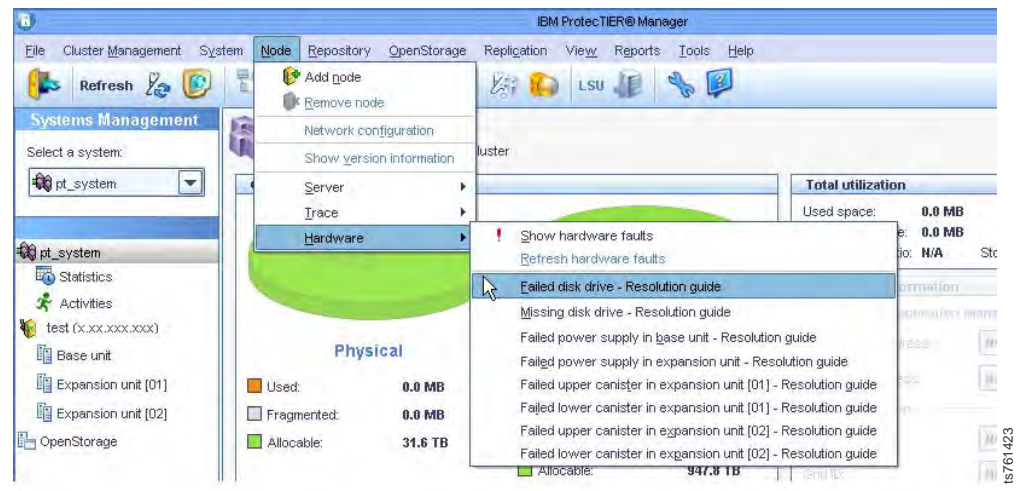 IBM ProtecTIER® Manager
File Cluster Management System Node Repository OpenStorage Replication View Reports Tools Help
Refresh
LSU
Add node
Remove node
Network configuration
Show version information
Server
Trace
Hardware
Show hardware faults
Refresh hardware faults
Failed disk drive - Resolution guide
Missing disk drive - Resolution guide
Failed power supply in base unit - Resolution guide
Failed power supply in expansion unit - Resolution guide
Failed upper canister in expansion unit [01] - Resolution guide
Failed lower canister in expansion unit [01] - Resolution guide
Failed upper canister in expansion unit [02] - Resolution guide
Failed lower canister in expansion unit [02] - Resolution guide
Systems Management
Select a system:
pt_system
pt_system
Statistics
Activities
test (x.xx.xxx.xxx)
Base unit
Expansion unit [01]
Expansion unit [02]
OpenStorage
luster
Physical
Used: 0.0 MB
Fragmented: 0.0 MB
Allocable: 31.6 TB
Allocable: 947.8 TB
Total utilization
Used space: 0.0 MB
e: 0.0 MB
tio: N/A Sto
Grid ID:
ts761423